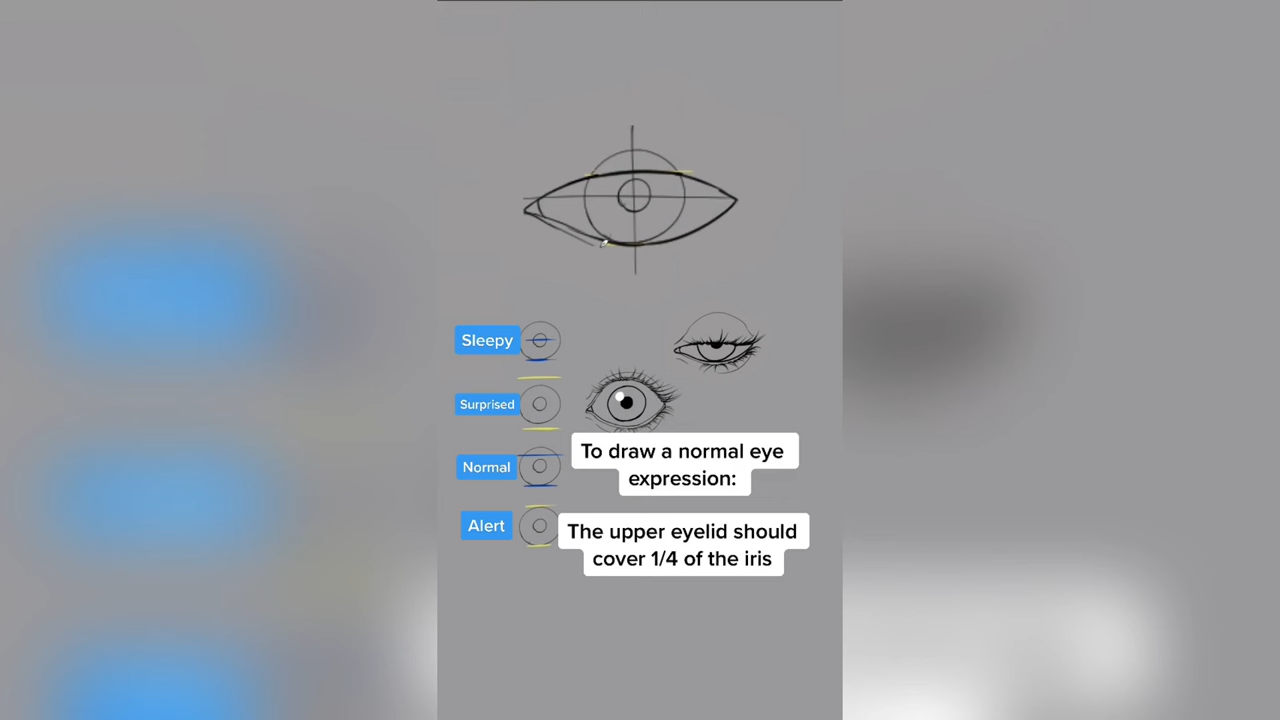 Sleepy
Surprised
Normal
Alert
To draw a normal eye
expression:
The upper eyelid should
cover 1/4 of the iris